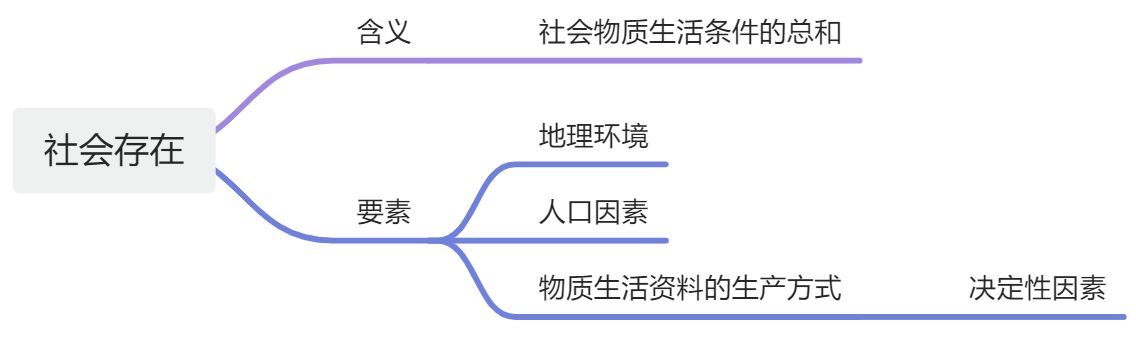 社会存在
含义
社会物质生活条件的总和
要素
地理环境
人口因素
物质生活资料的生产方式
决定性因素